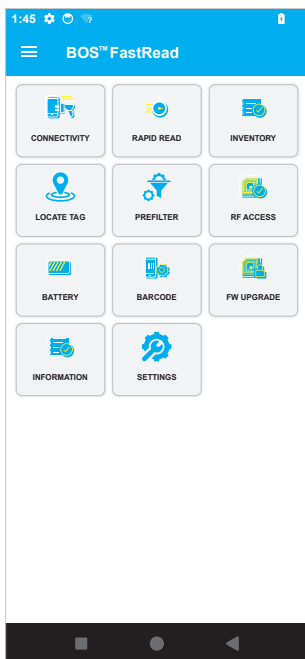 1:45
BOS™ FastRead
CONNECTIVITY
RAPID READ
INVENTORY
LOCATE TAG
PREFILTER
RF ACCESS
BATTERY
BARCODE
FW UPGRADE
INFORMATION
SETTINGS